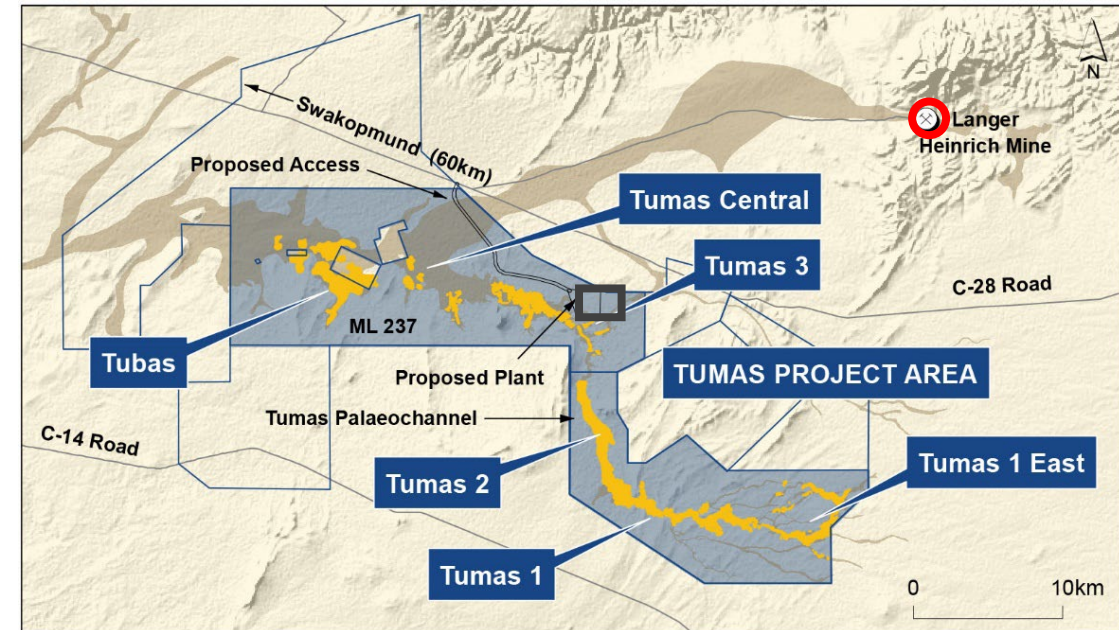 N
Swakopmund (60km)
Langer
Heinrich Mine
Proposed Access
Tumas Central
Tumas 3
C-28 Road
ML 237
Tubas
Proposed Plant
TUMAS PROJECT AREA
Tumas Palaeochannel
C-14 Road
Tumas 2
Tumas 1 East
Tumas 1
0 10km